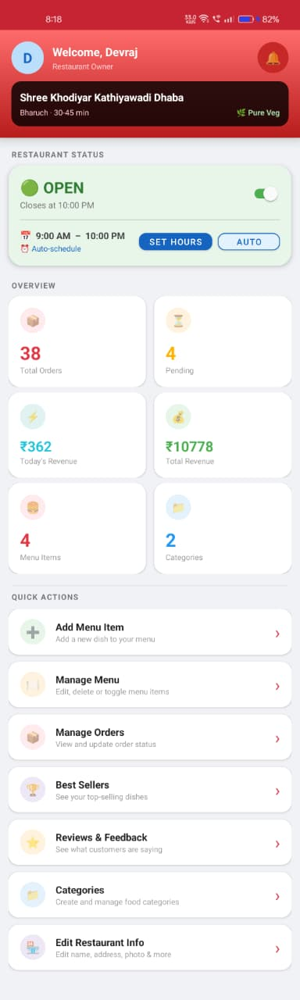 8:18
33.0 KB/S
82%
D
Welcome, Devraj
Restaurant Owner
Shree Khodiyar Kathiyawadi Dhaba
Bharuch · 30-45 min
Pure Veg
RESTAURANT STATUS
OPEN
Closes at 10:00 PM
9:00 AM – 10:00 PM
Auto-schedule
SET HOURS
AUTO
OVERVIEW
38
Total Orders
4
Pending
₹362
Today's Revenue
₹10778
Total Revenue
4
Menu Items
2
Categories
QUICK ACTIONS
Add Menu Item
Add a new dish to your menu
Manage Menu
Edit, delete or toggle menu items
Manage Orders
View and update order status
Best Sellers
See your top-selling dishes
Reviews & Feedback
See what customers are saying
Categories
Create and manage food categories
Edit Restaurant Info
Edit name, address, photo & more